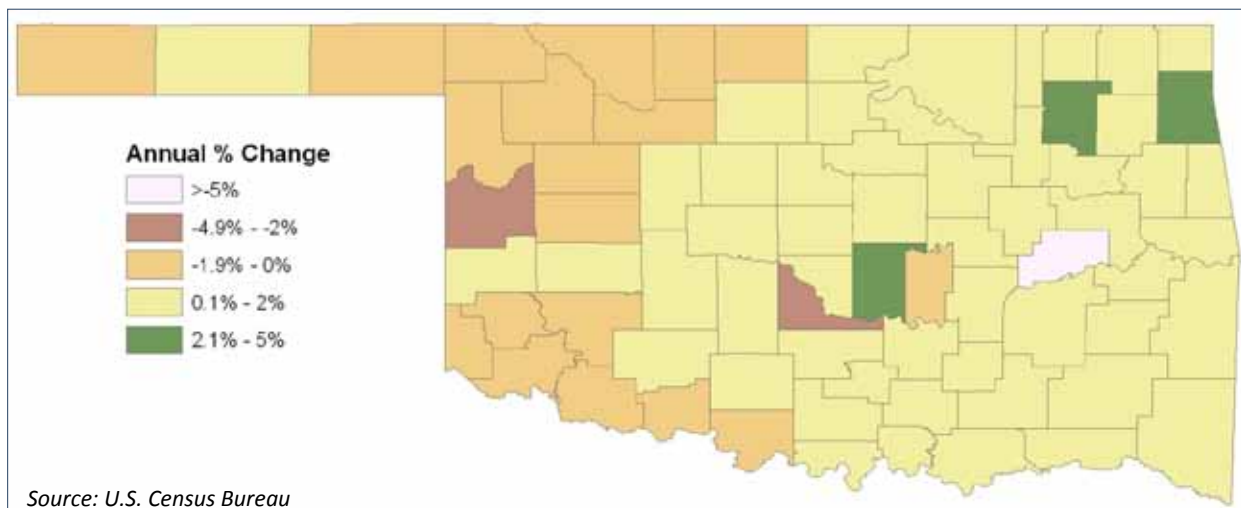 Annual % Change
>-5%
-4.9% - -2%
-1.9% - 0%
0.1% - 2%
2.1% - 5%
Source: U.S. Census Bureau